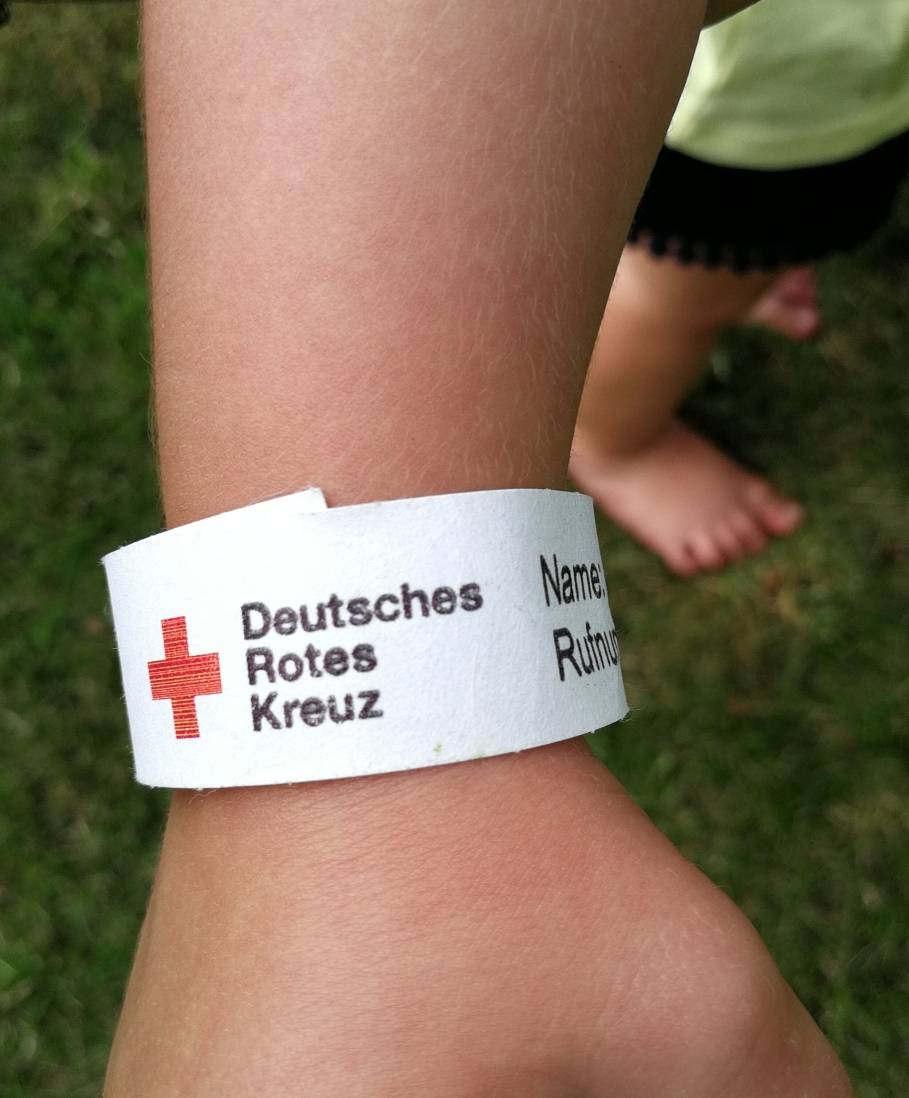 Deutsches
Rotes
Kreuz
Name: